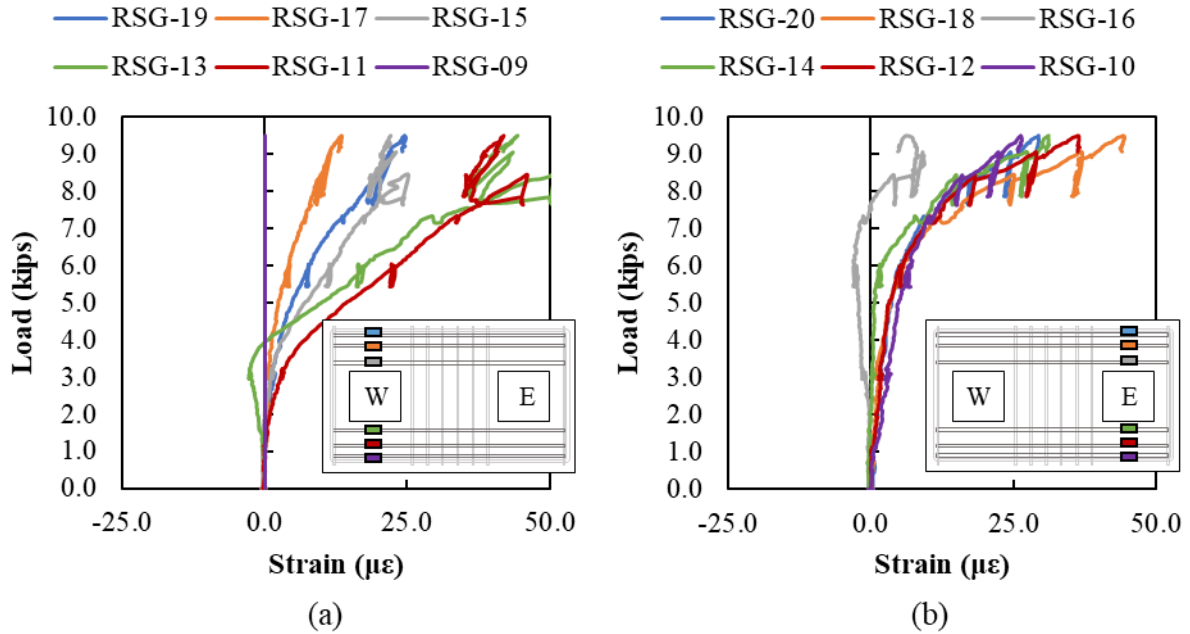 RSG-19 RSG-17 RSG-15
RSG-13 RSG-11 RSG-09
10.0
9.0
8.0
7.0
6.0
5.0
4.0
3.0
2.0
1.0
0.0
Load (kips)
W E
-25.0 0.0 25.0 50.0
Strain (με)
(a)
RSG-20 RSG-18 RSG-16
RSG-14 RSG-12 RSG-10
10.0
9.0
8.0
7.0
6.0
5.0
4.0
3.0
2.0
1.0
0.0
Load (kips)
W E
-25.0 0.0 25.0 50.0
Strain (με)
(b)